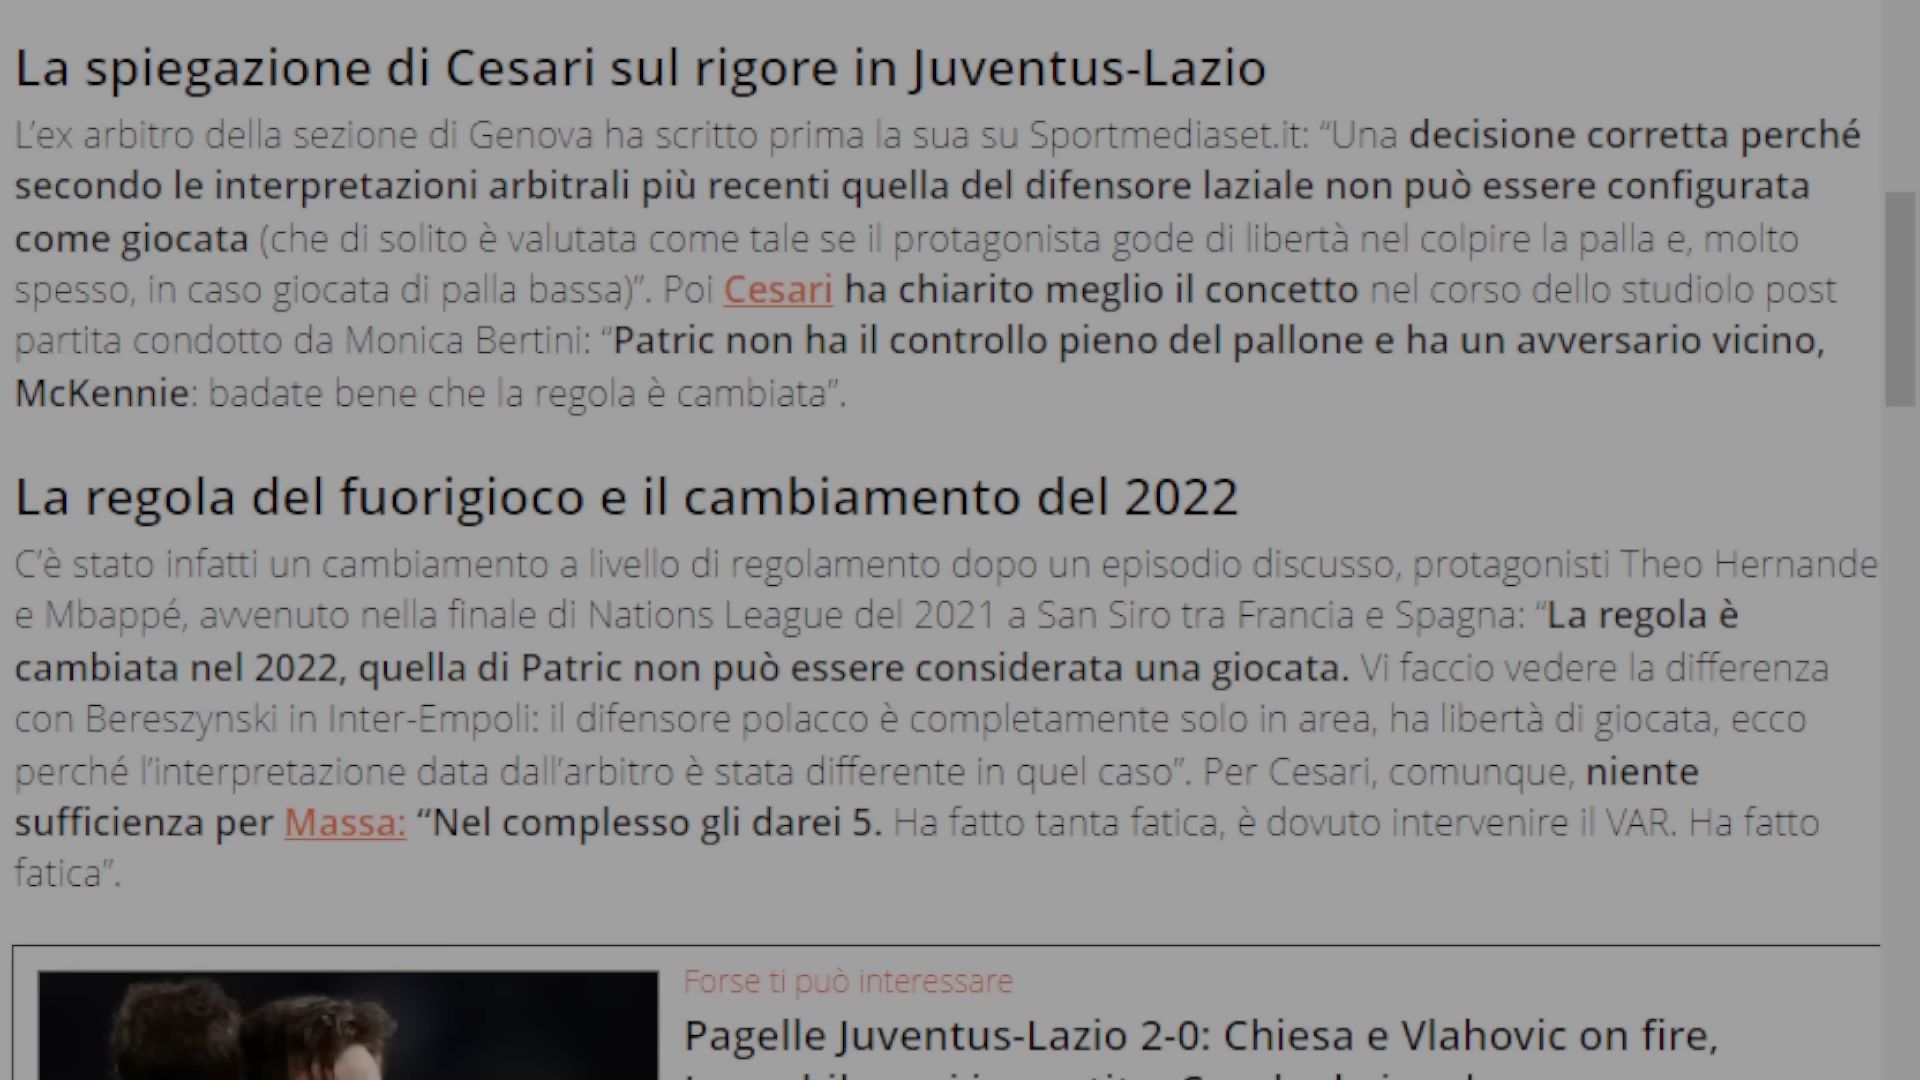 La spiegazione di Cesari sul rigore in Juventus-Lazio
L’ex arbitro della sezione di Genova ha scritto prima la sua su Sportmediaset.it: “Una decisione corretta perché
secondo le interpretazioni arbitrali più recenti quella del difensore laziale non può essere configurata
come giocata (che di solito è valutata come tale se il protagonista gode di libertà nel colpire la palla e, molto
spesso, in caso giocata di palla bassa)”. Poi Cesari ha chiarito meglio il concetto nel corso dello studiolo post
partita condotto da Monica Bertini: “Patric non ha il controllo pieno del pallone e ha un avversario vicino,
McKennie: badate bene che la regola è cambiata”.
La regola del fuorigioco e il cambiamento del 2022
C’è stato infatti un cambiamento a livello di regolamento dopo un episodio discusso, protagonisti Theo Hernande
e Mbappé, avvenuto nella finale di Nations League del 2021 a San Siro tra Francia e Spagna: “La regola è
cambiata nel 2022, quella di Patric non può essere considerata una giocata. Vi faccio vedere la differenza
con Bereszynski in Inter-Empoli: il difensore polacco è completamente solo in area, ha libertà di giocata, ecco
perché l’interpretazione data dall’arbitro è stata differente in quel caso”. Per Cesari, comunque, niente
sufficienza per Massa: “Nel complesso gli darei 5. Ha fatto tanta fatica, è dovuto intervenire il VAR. Ha fatto
fatica”.
Forse ti può interessare
Pagelle Juventus-Lazio 2-0: Chiesa e Vlahovic on fire,